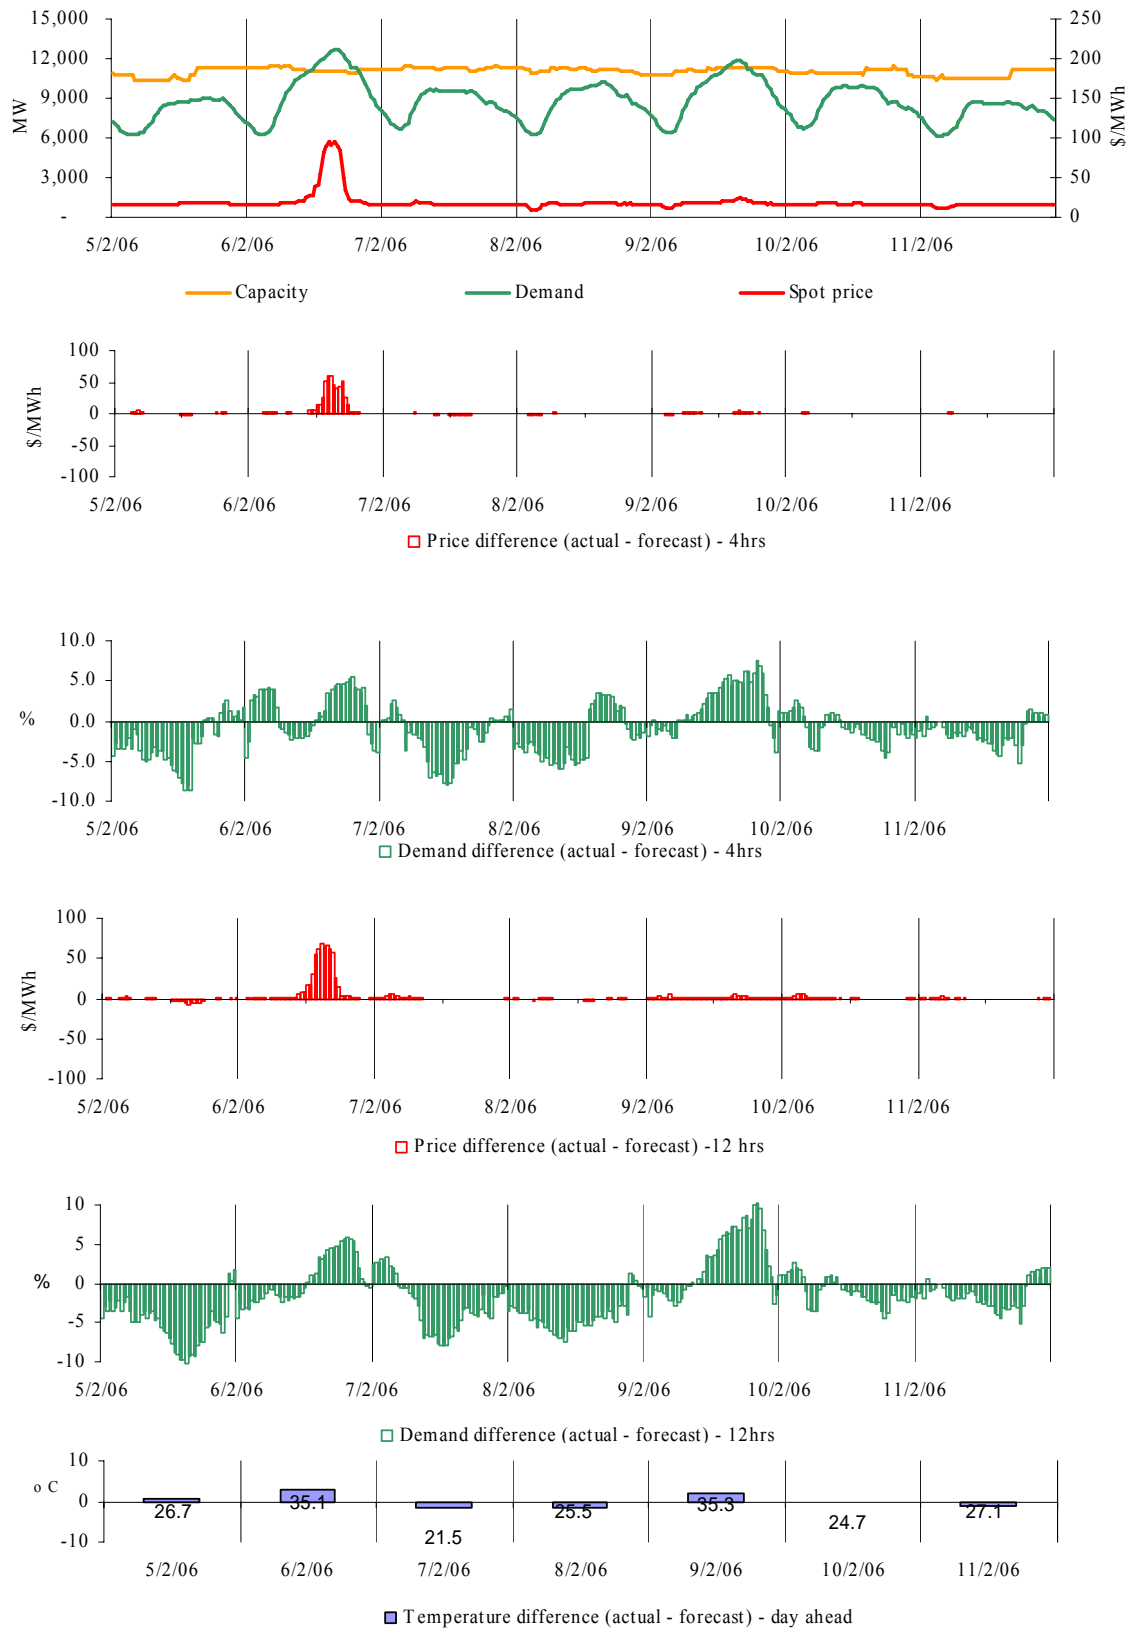 15,000 250
12,000 200
9,000 150
6,000 100
3,000 50
- 0
MW
$/MWh
5/2/06 6/2/06 7/2/06 8/2/06 9/2/06 10/2/06 11/2/06
Capacity Demand Spot price
100
50
0
-50
-100
$/MWh
5/2/06 6/2/06 7/2/06 8/2/06 9/2/06 10/2/06 11/2/06
Price difference (actual - forecast) - 4hrs
10.0
5.0
0.0
-5.0
-10.0
%
5/2/06 6/2/06 7/2/06 8/2/06 9/2/06 10/2/06 11/2/06
Demand difference (actual - forecast) - 4hrs
100
50
0
-50
-100
$/MWh
5/2/06 6/2/06 7/2/06 8/2/06 9/2/06 10/2/06 11/2/06
Price difference (actual - forecast) -12 hrs
10
5
0
-5
-10
%
5/2/06 6/2/06 7/2/06 8/2/06 9/2/06 10/2/06 11/2/06
Demand difference (actual - forecast) - 12hrs
10
0
-10
o C
26.7 35.1 21.5 25.5 35.3 24.7 27.1
5/2/06 6/2/06 7/2/06 8/2/06 9/2/06 10/2/06 11/2/06
Temperature difference (actual - forecast) - day ahead